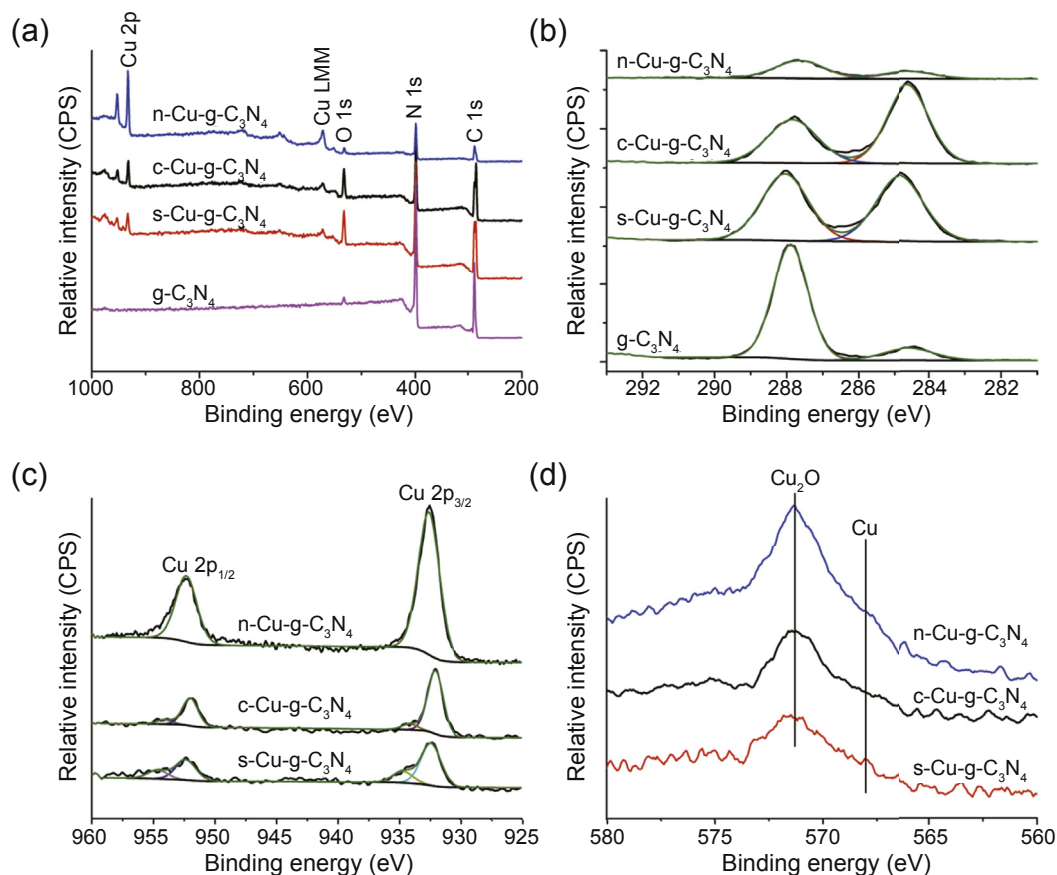 (a)
Relative intensity (CPS)
Cu 2p
n-Cu-g-C₃N₄
Cu LMM
O 1s
N 1s
C 1s
c-Cu-g-C₃N₄
s-Cu-g-C₃N₄
g-C₃N₄
1000 800 600 400 200
Binding energy (eV)
(b)
Relative intensity (CPS)
n-Cu-g-C₃N₄
c-Cu-g-C₃N₄
s-Cu-g-C₃N₄
g-C₃N₄
292 290 288 286 284 282
Binding energy (eV)
(c)
Relative intensity (CPS)
Cu 2p₃/₂
Cu 2p₁/₂
n-Cu-g-C₃N₄
c-Cu-g-C₃N₄
s-Cu-g-C₃N₄
960 955 950 945 940 935 930 925
Binding energy (eV)
(d)
Relative intensity (CPS)
Cu₂O
Cu
n-Cu-g-C₃N₄
c-Cu-g-C₃N₄
s-Cu-g-C₃N₄
580 575 570 565 560
Binding energy (eV)